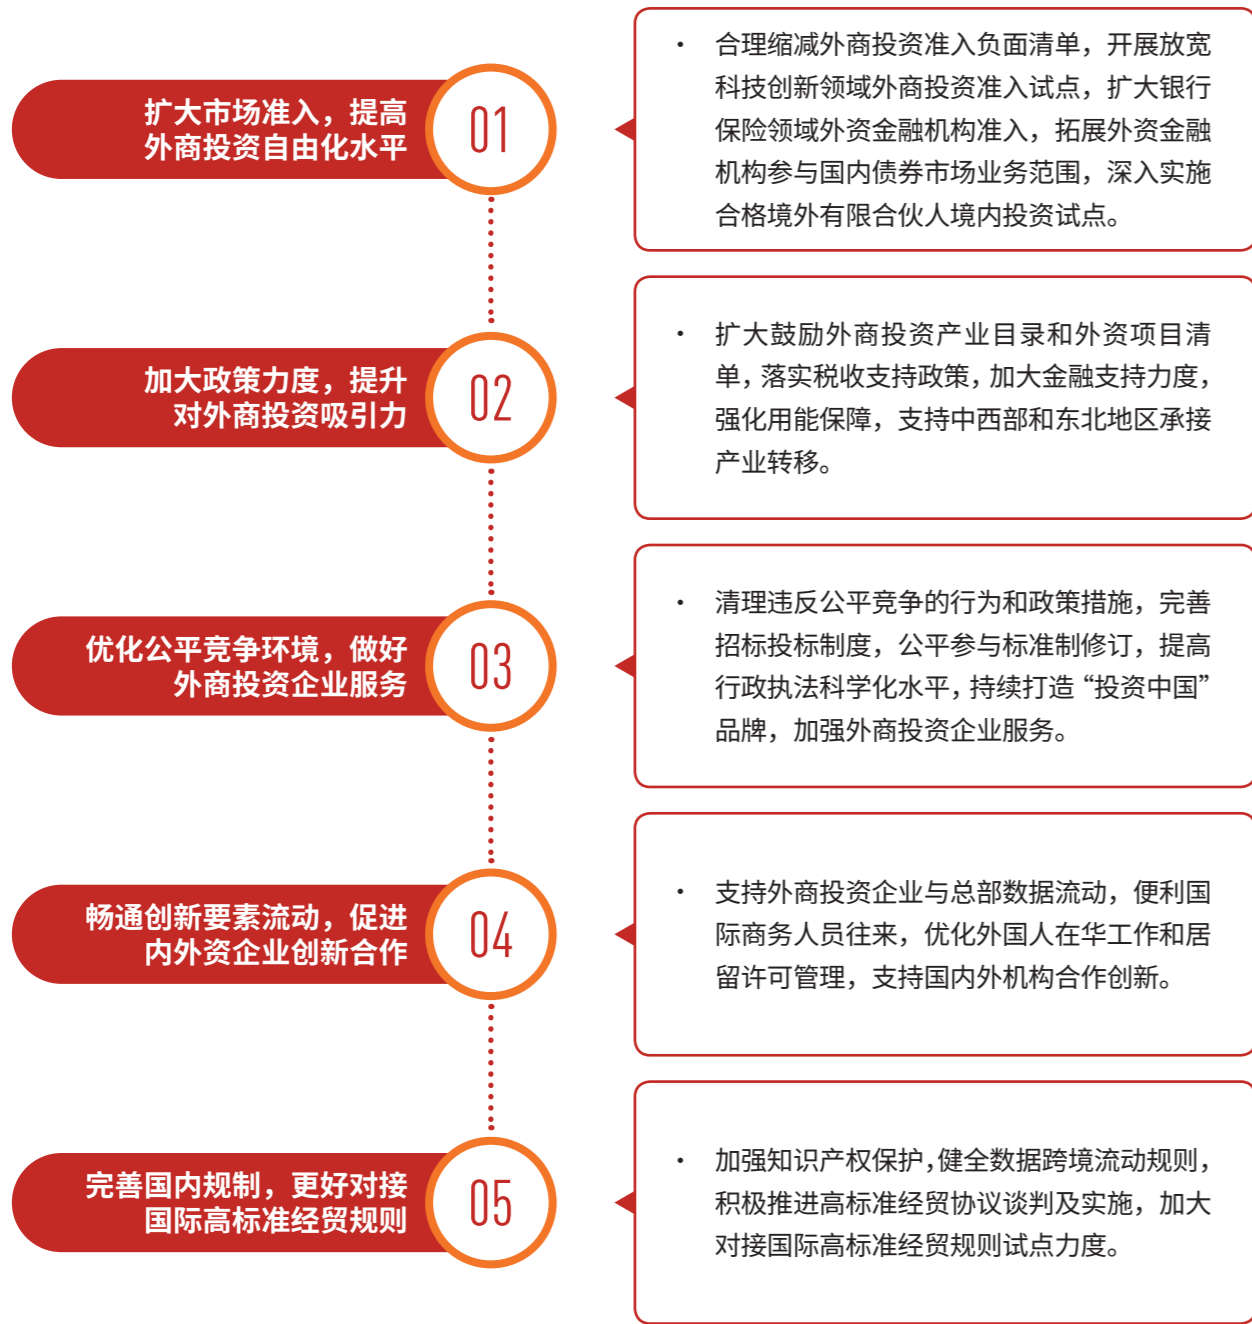 扩大市场准入，提高
外商投资自由化水平
01
· 合理缩减外商投资准入负面清单，开展放宽
科技创新领域外商投资准入试点，扩大银行
保险领域外资金融机构准入，拓展外资金融
机构参与国内债券市场业务范围，深入实施
合格境外有限合伙人境内投资试点。
加大政策力度，提升
对外商投资吸引力
02
· 扩大鼓励外商投资产业目录和外资项目清
单，落实税收支持政策，加大金融支持力度，
强化用能保障，支持中西部和东北地区承接
产业转移。
优化公平竞争环境，做好
外商投资企业服务
03
· 清理违反公平竞争的行为和政策措施，完善
招标投标制度，公平参与标准制修订，提高
行政执法科学化水平，持续打造“投资中国”
品牌，加强外商投资企业服务。
畅通创新要素流动，促进
内外资企业创新合作
04
· 支持外商投资企业与总部数据流动，便利国
际商务人员往来，优化外国人在华工作和居
留许可管理，支持国内外机构合作创新。
完善国内规制，更好对接
国际高标准经贸规则
05
· 加强知识产权保护，健全数据跨境流动规则，
积极推进高标准经贸协议谈判及实施，加大
对接国际高标准经贸规则试点力度。